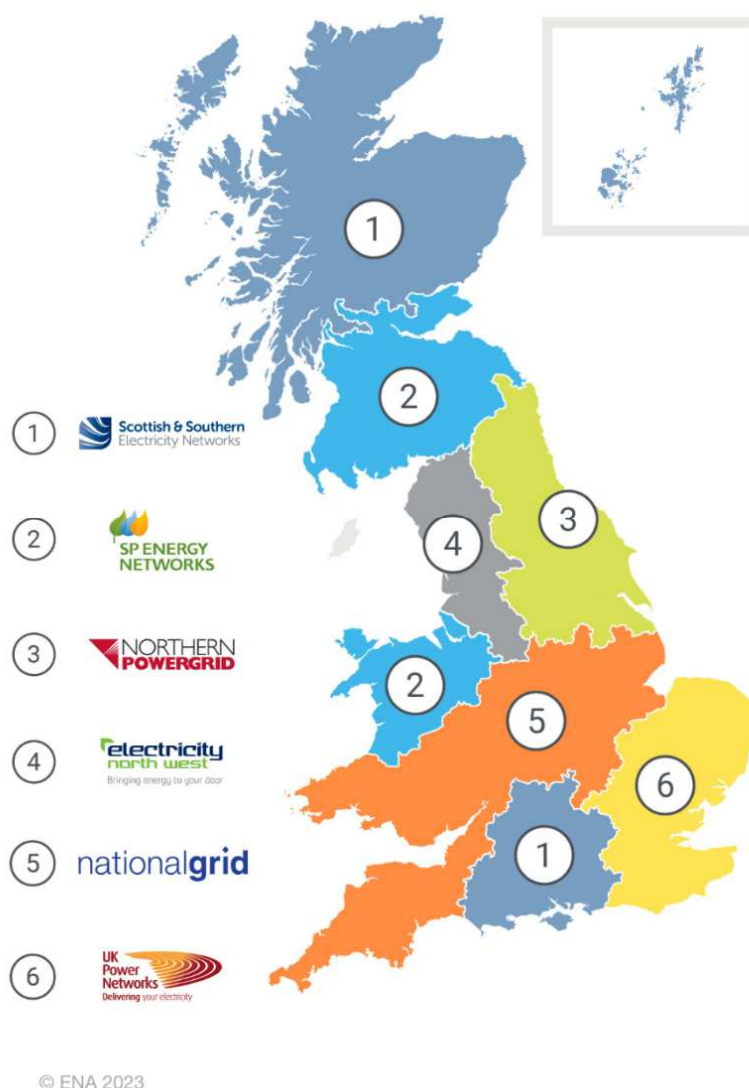 1
2
1
Scottish & Southern
Electricity Networks
2
SP ENERGY
NETWORKS
3
NORTHERN
POWERGRID
4
electricity
north west
Bringing energy to your door
5
nationalgrid
6
UK
Power
Networks
Delivering your electricity
3
4
2
5
6
1
© ENA 2023